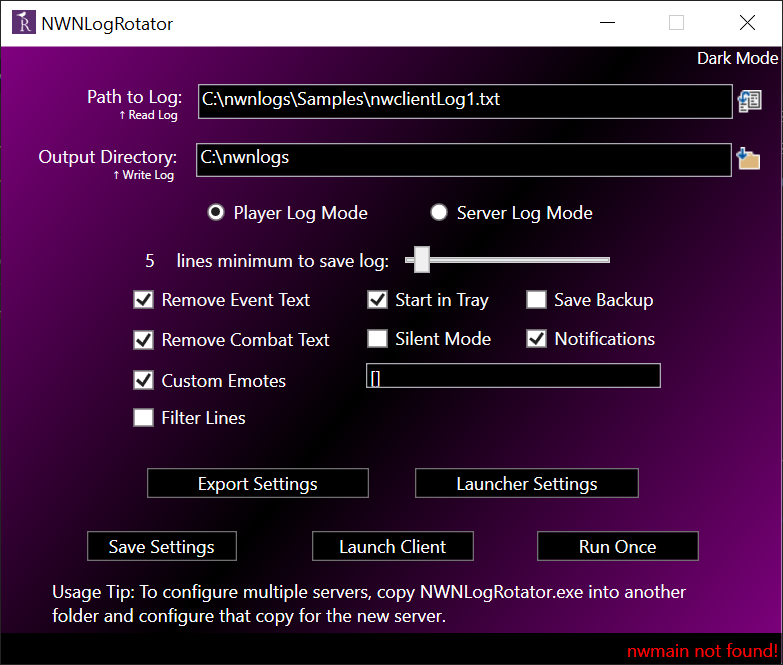 NWNLogRotator
Dark Mode
Path to Log: C:\nwnlogs\Samples\nwclientLog1.txt
↑ Read Log
Output Directory: C:\nwnlogs
↑ Write Log
Player Log Mode Server Log Mode
5 lines minimum to save log:
Remove Event Text Start in Tray Save Backup
Remove Combat Text Silent Mode Notifications
Custom Emotes []
Filter Lines
Export Settings Launcher Settings
Save Settings Launch Client Run Once
Usage Tip: To configure multiple servers, copy NWNLogRotator.exe into another
folder and configure that copy for the new server.
nwmain not found!